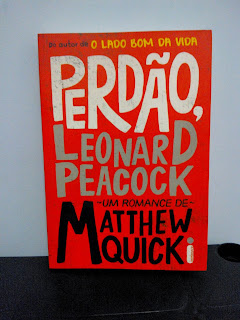 Do autor de O LADO BOM DA VIDA
PERDÃO,
LEONARD
PEACOCK
~UM ROMANCE DE~
MATTHEW
QUICK